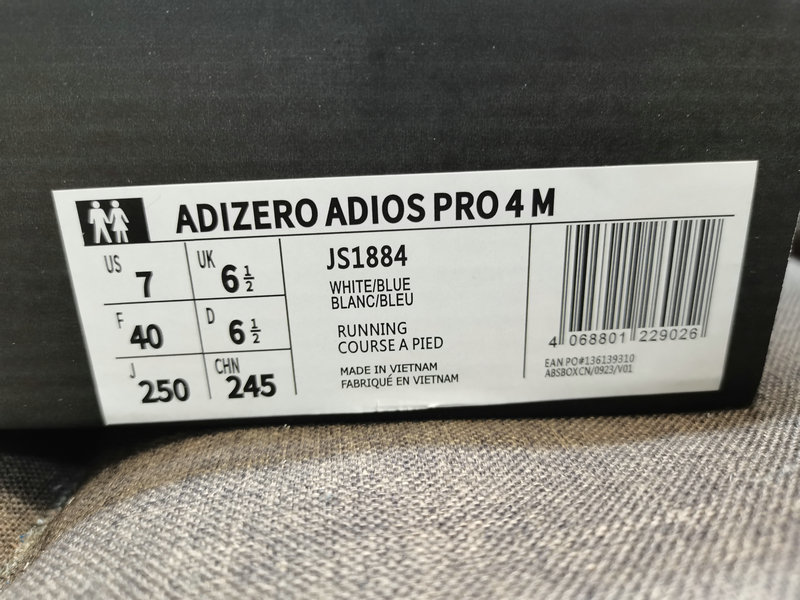 ADIZERO ADIOS PRO 4 M
US 7 UK 6 1/2
F 40 D 6 1/2
J 250 CHN 245
JS1884
WHITE/BLUE
BLANC/BLEU
RUNNING
COURSE A PIED
MADE IN VIETNAM
FABRIQUÉ EN VIETNAM
4 068801 229026
EAN PO#136139310
ABSBOXCN/0923/V01